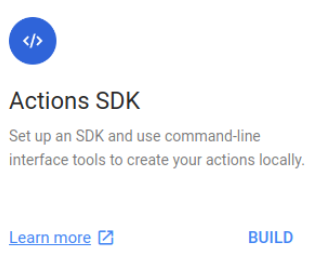 </>
Actions SDK
Set up an SDK and use command-line
interface tools to create your actions locally.
Learn more BUILD